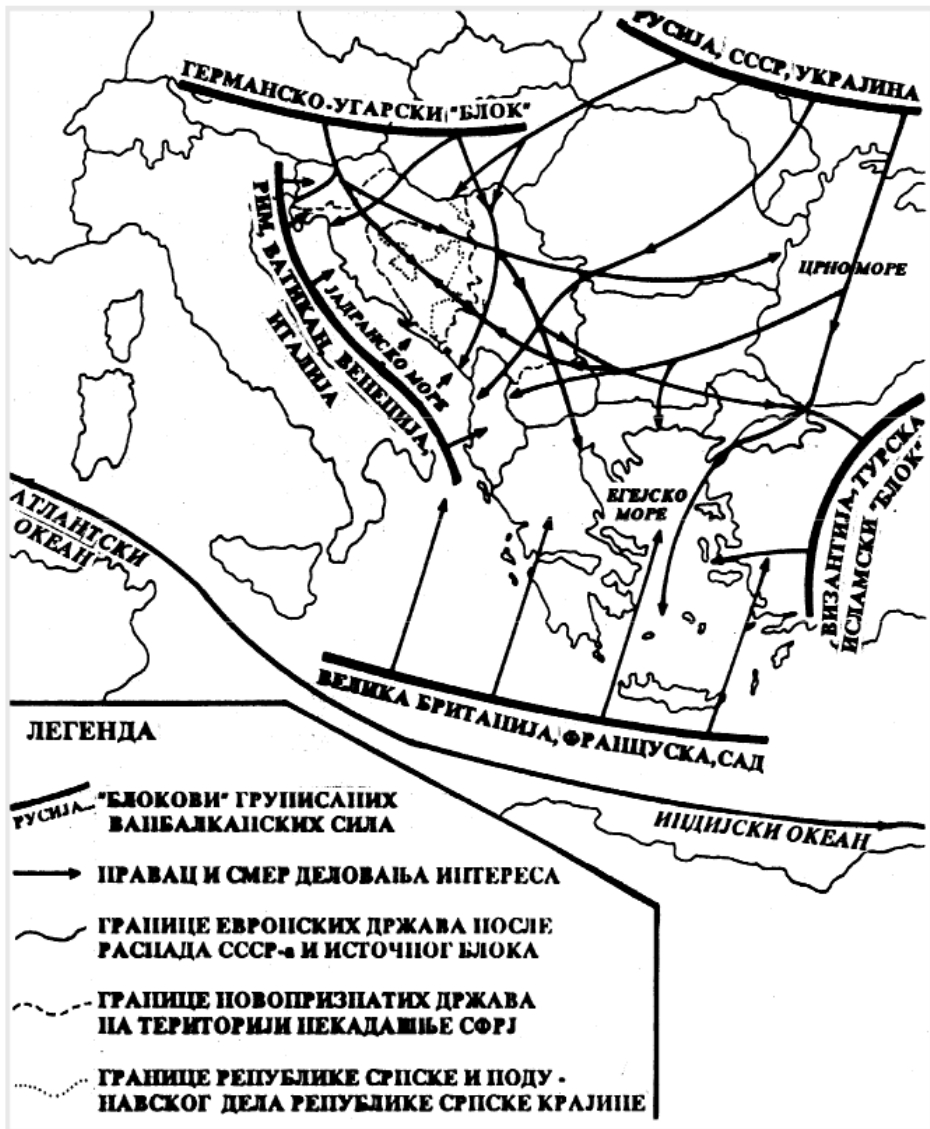 РУСИЈА, СССР, УКРАЈИНА
ГЕРМАНСКО-УГАРСКИ "БЛОК"
РИМ, ВАТИКАН, ВЕНЕЦИЈА,
ИТАЛИЈА
ЈАДРАНСКО МОРЕ
ЦРНО МОРЕ
ЕГЕЈСКО
МОРЕ
ВИЗАНТИЈА, ТУРСКА
ИСЛАМСКИ "БЛОК"
АТЛАНТСКИ
ОКЕАН
ВЕЛИКА БРИТАНИЈА, ФРАНЦУСКА, САД
ИНДИЈСКИ ОКЕАН
ЛЕГЕНДА
РУСИЈА...
"БЛОКОВИ" ГРУПИСАНИХ
ВАНБАЛКАНСКИХ СИЛА
ПРАВАЦ И СМЕР ДЕЛОВАЊА ИНТЕРЕСА
ГРАНИЦЕ ЕВРОПСКИХ ДРЖАВА ПОСЛЕ
РАСПАДА СССР-а И ИСТОЧНОГ БЛОКА
ГРАНИЦЕ НОВОПРИЗНАТИХ ДРЖАВА
НА ТЕРИТОРИЈИ НЕКАДАШЊЕ СФРЈ
ГРАНИЦЕ РЕПУБЛИКЕ СРПСКЕ И ПОДУ -
НАВСКОГ ДЕЛА РЕПУБЛИКЕ СРПСКЕ КРАЈИНЕ